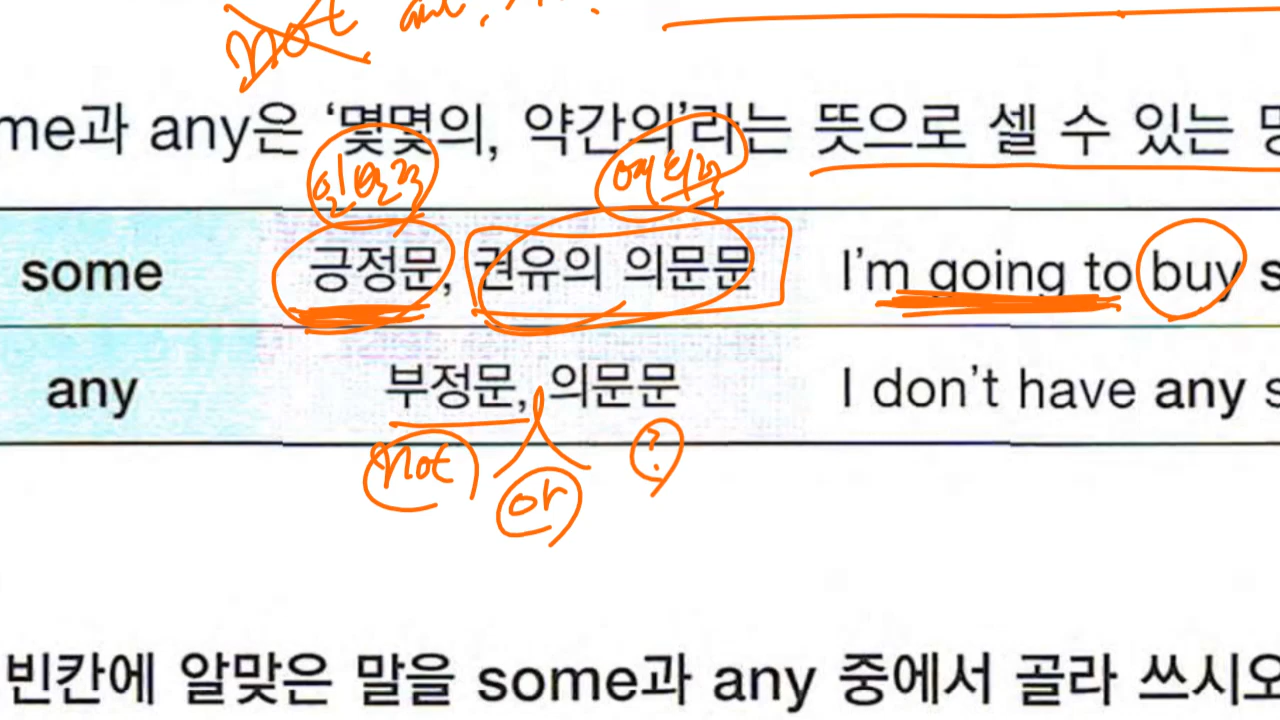 not
me과 any은 '몇몇의, 약간의'라는 뜻으로 셀 수 있는
일반적 예외적
some 긍정문, 권유의 의문문 I'm going to buy s
any 부정문, 의문문 I don't have any s
not or ?
빈칸에 알맞은 말을 some과 any 중에서 골라 쓰시오